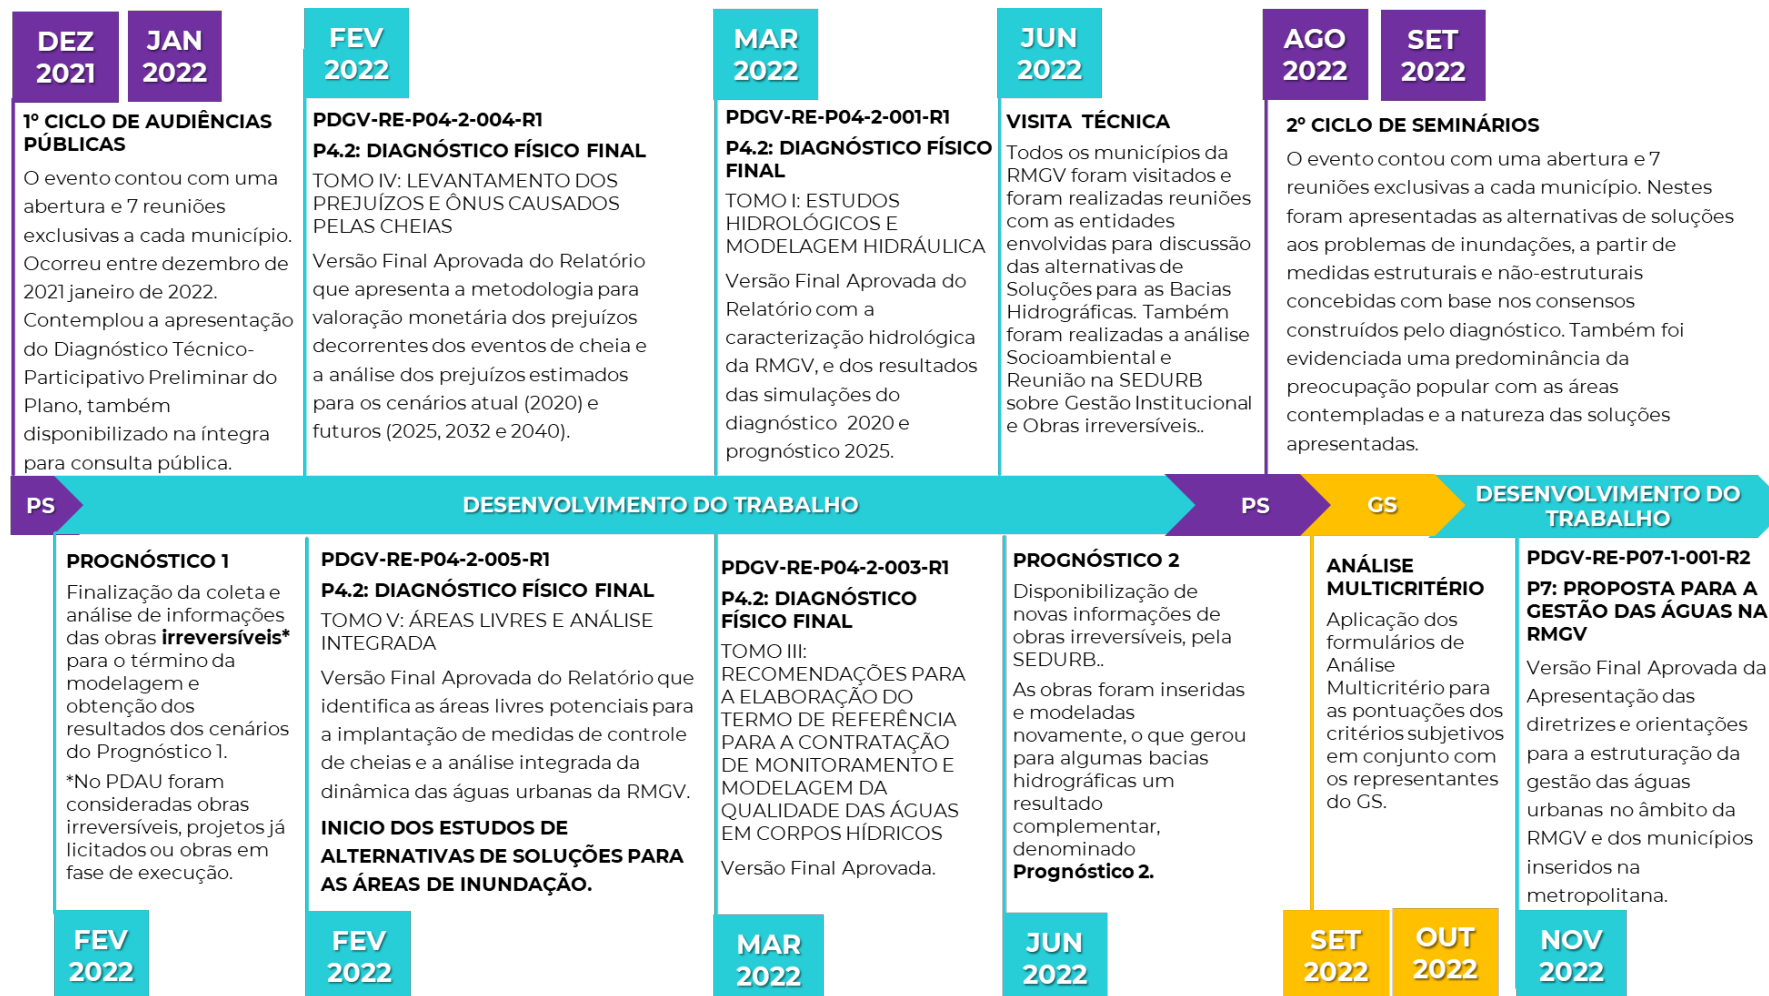 DEZ
2021
JAN
2022
1º CICLO DE AUDIÊNCIAS
PÚBLICAS
O evento contou com uma
abertura e 7 reuniões
exclusivas a cada município.
Ocorreu entre dezembro de
2021 janeiro de 2022.
Contemplou a apresentação
do Diagnóstico Técnico-
Participativo Preliminar do
Plano, também
disponibilizado na íntegra
para consulta pública.
FEV
2022
PDGV-RE-P04-2-004-R1
P4.2: DIAGNÓSTICO FÍSICO FINAL
TOMO IV: LEVANTAMENTO DOS
PREJUÍZOS E ÔNUS CAUSADOS
PELAS CHEIAS
Versão Final Aprovada do Relatório
que apresenta a metodologia para
valoração monetária dos prejuízos
decorrentes dos eventos de cheia e
a análise dos prejuízos estimados
para os cenários atual (2020) e
futuros (2025, 2032 e 2040).
MAR
2022
PDGV-RE-P04-2-001-R1
P4.2: DIAGNÓSTICO FÍSICO
FINAL
TOMO I: ESTUDOS
HIDROLÓGICOS E
MODELAGEM HIDRÁULICA
Versão Final Aprovada do
Relatório com a
caracterização hidrológica
da RMGV, e dos resultados
das simulações do
diagnóstico 2020 e
prognóstico 2025.
JUN
2022
VISITA TÉCNICA
Todos os municípios da
RMGV foram visitados e
foram realizadas reuniões
com as entidades
envolvidas para discussão
das alternativas de
Soluções para as Bacias
Hidrográficas. Também
foram realizadas a análise
Socioambiental e
Reunião na SEDURB
sobre Gestão Institucional
e Obras irreversíveis..
AGO
2022
SET
2022
2º CICLO DE SEMINÁRIOS
O evento contou com uma abertura e 7
reuniões exclusivas a cada município. Nestes
foram apresentadas as alternativas de soluções
aos problemas de inundações, a partir de
medidas estruturais e não-estruturais
concebidas com base nos consensos
construídos pelo diagnóstico. Também foi
evidenciada uma predominância da
preocupação popular com as áreas
contempladas e a natureza das soluções
apresentadas.
PS
DESENVOLVIMENTO DO TRABALHO
PS
GS
DESENVOLVIMENTO DO
TRABALHO
PROGNÓSTICO 1
Finalização da coleta e
análise de informações
das obras irreversíveis*
para o término da
modelagem e
obtenção dos
resultados dos cenários
do Prognóstico 1.
*No PDAU foram
consideradas obras
irreversíveis, projetos já
licitados ou obras em
fase de execução.
FEV
2022
PDGV-RE-P04-2-005-R1
P4.2: DIAGNÓSTICO FÍSICO FINAL
TOMO V: ÁREAS LIVRES E ANÁLISE
INTEGRADA
Versão Final Aprovada do Relatório que
identifica as áreas livres potenciais para
a implantação de medidas de controle
de cheias e a análise integrada da
dinâmica das águas urbanas da RMGV.
INICIO DOS ESTUDOS DE
ALTERNATIVAS DE SOLUÇÕES PARA
AS ÁREAS DE INUNDAÇÃO.
FEV
2022
PDGV-RE-P04-2-003-R1
P4.2: DIAGNÓSTICO
FÍSICO FINAL
TOMO III:
RECOMENDAÇÕES PARA
A ELABORAÇÃO DO
TERMO DE REFERÊNCIA
PARA A CONTRATAÇÃO
DE MONITORAMENTO E
MODELAGEM DA
QUALIDADE DAS ÁGUAS
EM CORPOS HÍDRICOS
Versão Final Aprovada.
MAR
2022
PROGNÓSTICO 2
Disponibilização de
novas informações de
obras irreversíveis, pela
SEDURB..
As obras foram inseridas
e modeladas
novamente, o que gerou
para algumas bacias
hidrográficas um
resultado
complementar,
denominado
Prognóstico 2.
JUN
2022
ANÁLISE
MULTICRITÉRIO
Aplicação dos
formulários de
Análise
Multicritério para
as pontuações dos
critérios subjetivos
em conjunto com
os representantes
do GS.
SET
2022
OUT
2022
PDGV-RE-P07-1-001-R2
P7: PROPOSTA PARA A
GESTÃO DAS ÁGUAS NA
RMGV
Versão Final Aprovada da
Apresentação das
diretrizes e orientações
para a estruturação da
gestão das águas
urbanas no âmbito da
RMGV e dos municípios
inseridos na
metropolitana.
NOV
2022